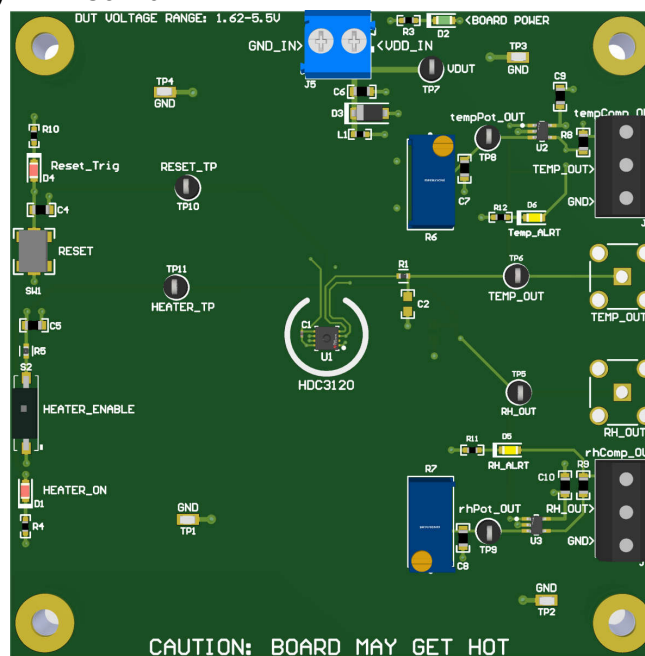 DUT VOLTAGE RANGE: 1.62-5.5V
R3
D2
<BOARD POWER
GND_IN>
<VDD_IN
J5
TP3
GND
VDUT
TP7
TP4
GND
C6
D3
L1
C9
tempPot_OUT
tempComp_OUT
TP8
U2
R8
R10
Reset_Trig
D4
RESET_TP
TP10
C7
TEMP_OUT>
GND>
J
C4
R12
D6
Temp_ALRT
R6
RESET
SW1
TP11
HEATER_TP
R1
TP6
TEMP_OUT
C2
TEMP_OUT
C5
C1
U1
HDC3120
R5
S2
HEATER_ENABLE
TP5
RH_OUT
RH_OUT
R11
D5
RH_ALRT
rhComp_OU
R9
C10
R7
HEATER_ON
D1
R4
GND
TP1
rhPot_OUT
RH_OUT>
TP9
U3
GND>
C8
J
GND
TP2
CAUTION: BOARD MAY GET HOT